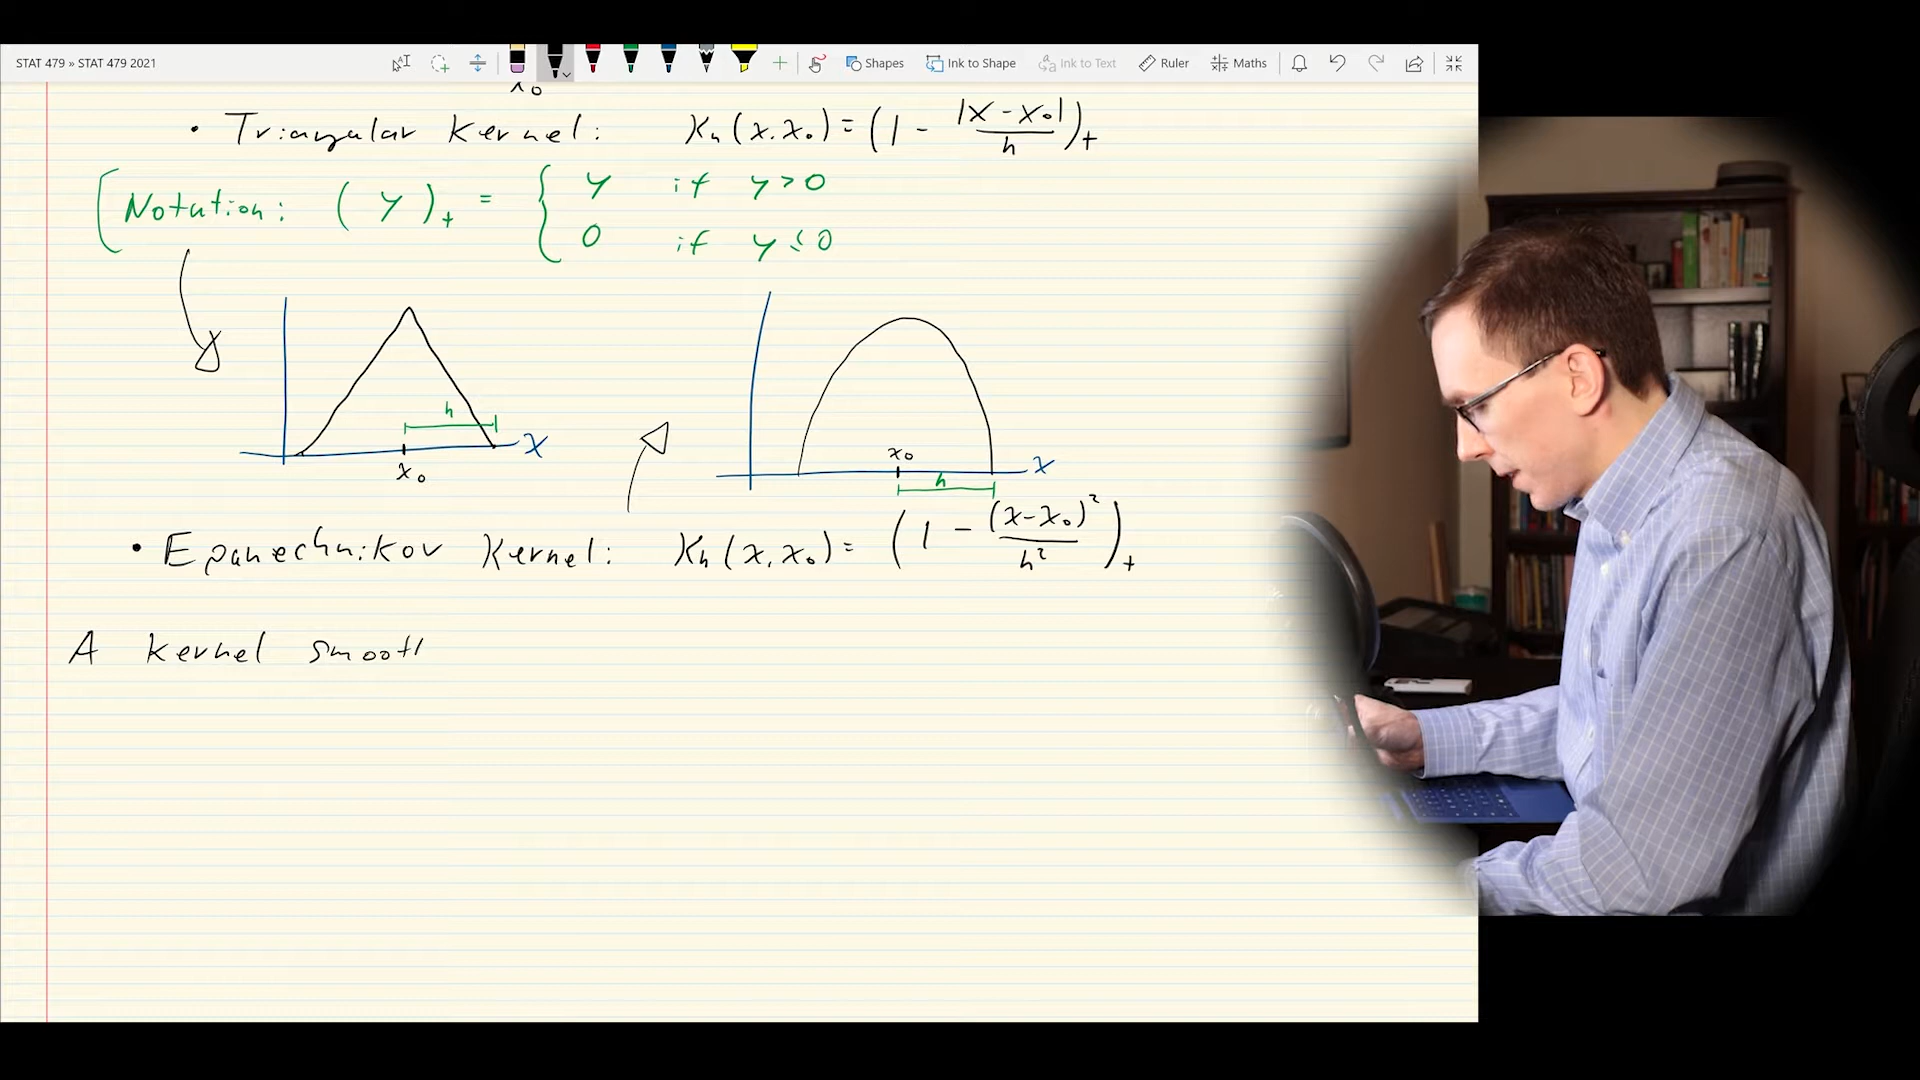 STAT 479 » STAT 479 2021
Shapes Ink to Shape Ink to Text Ruler Maths
x₀
• Triangular Kernel: Kₕ(x,x₀) = (1 - |x-x₀|/h)₊
[Notation: (y)₊ = { y if y>0
0 if y≤0
h
x
x₀
x₀
x
h
• Epanechnikov Kernel: Kₕ(x,x₀) = (1 - (x-x₀)²/h²)₊
A kernel smoot